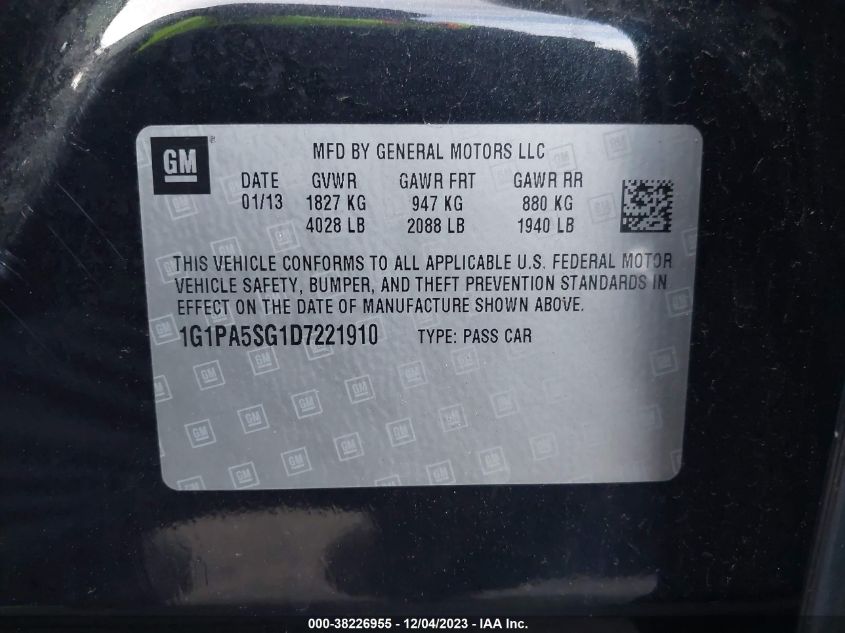 GM
MFD BY GENERAL MOTORS LLC
DATE GVWR GAWR FRT GAWR RR
01/13 1827 KG 947 KG 880 KG
4028 LB 2088 LB 1940 LB
THIS VEHICLE CONFORMS TO ALL APPLICABLE U.S. FEDERAL MOTOR
VEHICLE SAFETY, BUMPER, AND THEFT PREVENTION STANDARDS IN
EFFECT ON THE DATE OF MANUFACTURE SHOWN ABOVE.
1G1PA5SG1D7221910 TYPE: PASS CAR
000-38226955 - 12/04/2023 - IAA Inc.